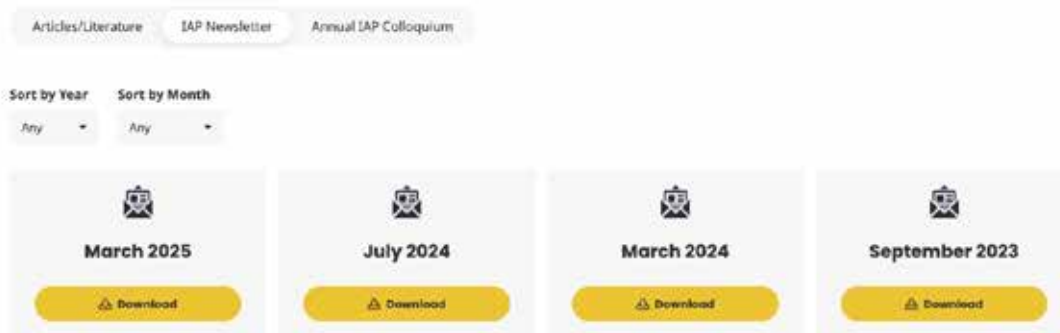 Articles/Literature IAP Newsletter Annual IAP Colloquium
Sort by Year Sort by Month
Any Any
March 2025 July 2024 March 2024 September 2023
Download Download Download Download